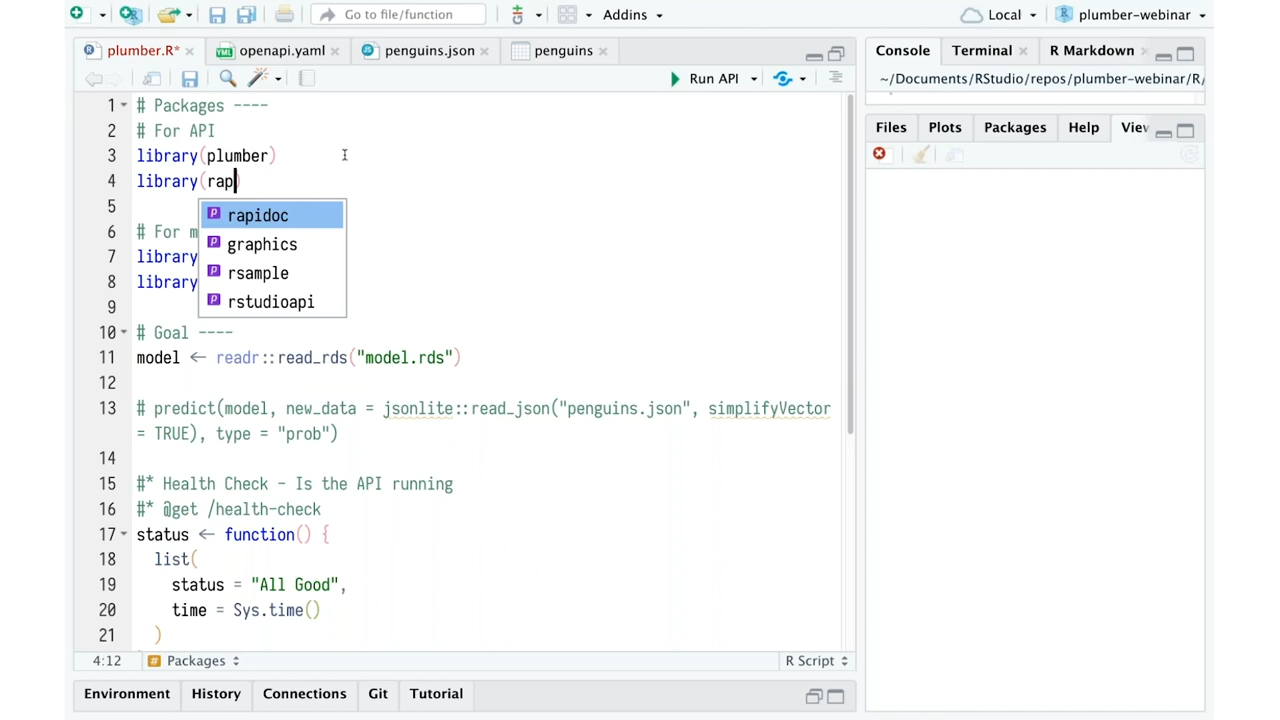 Go to file/function
Addins
Local
plumber-webinar
plumber.R*
openapi.yaml
penguins.json
penguins
Run API
1 # Packages ----
2 # For API
3 library(plumber)
4 library(rap)
5
6 # For m
7 library
8 library
9
rapidoc
graphics
rsample
rstudioapi
10 # Goal ----
11 model ← readr::read_rds("model.rds")
12
13 # predict(model, new_data = jsonlite::read_json("penguins.json", simplifyVector
= TRUE), type = "prob")
14
15 #* Health Check - Is the API running
16 #* @get /health-check
17 status ← function() {
18 list(
19 status = "All Good",
20 time = Sys.time()
21 )
4:12
Packages
R Script
Environment
History
Connections
Git
Tutorial
Console
Terminal
R Markdown
~/Documents/RStudio/repos/plumber-webinar/R/
Files
Plots
Packages
Help
View